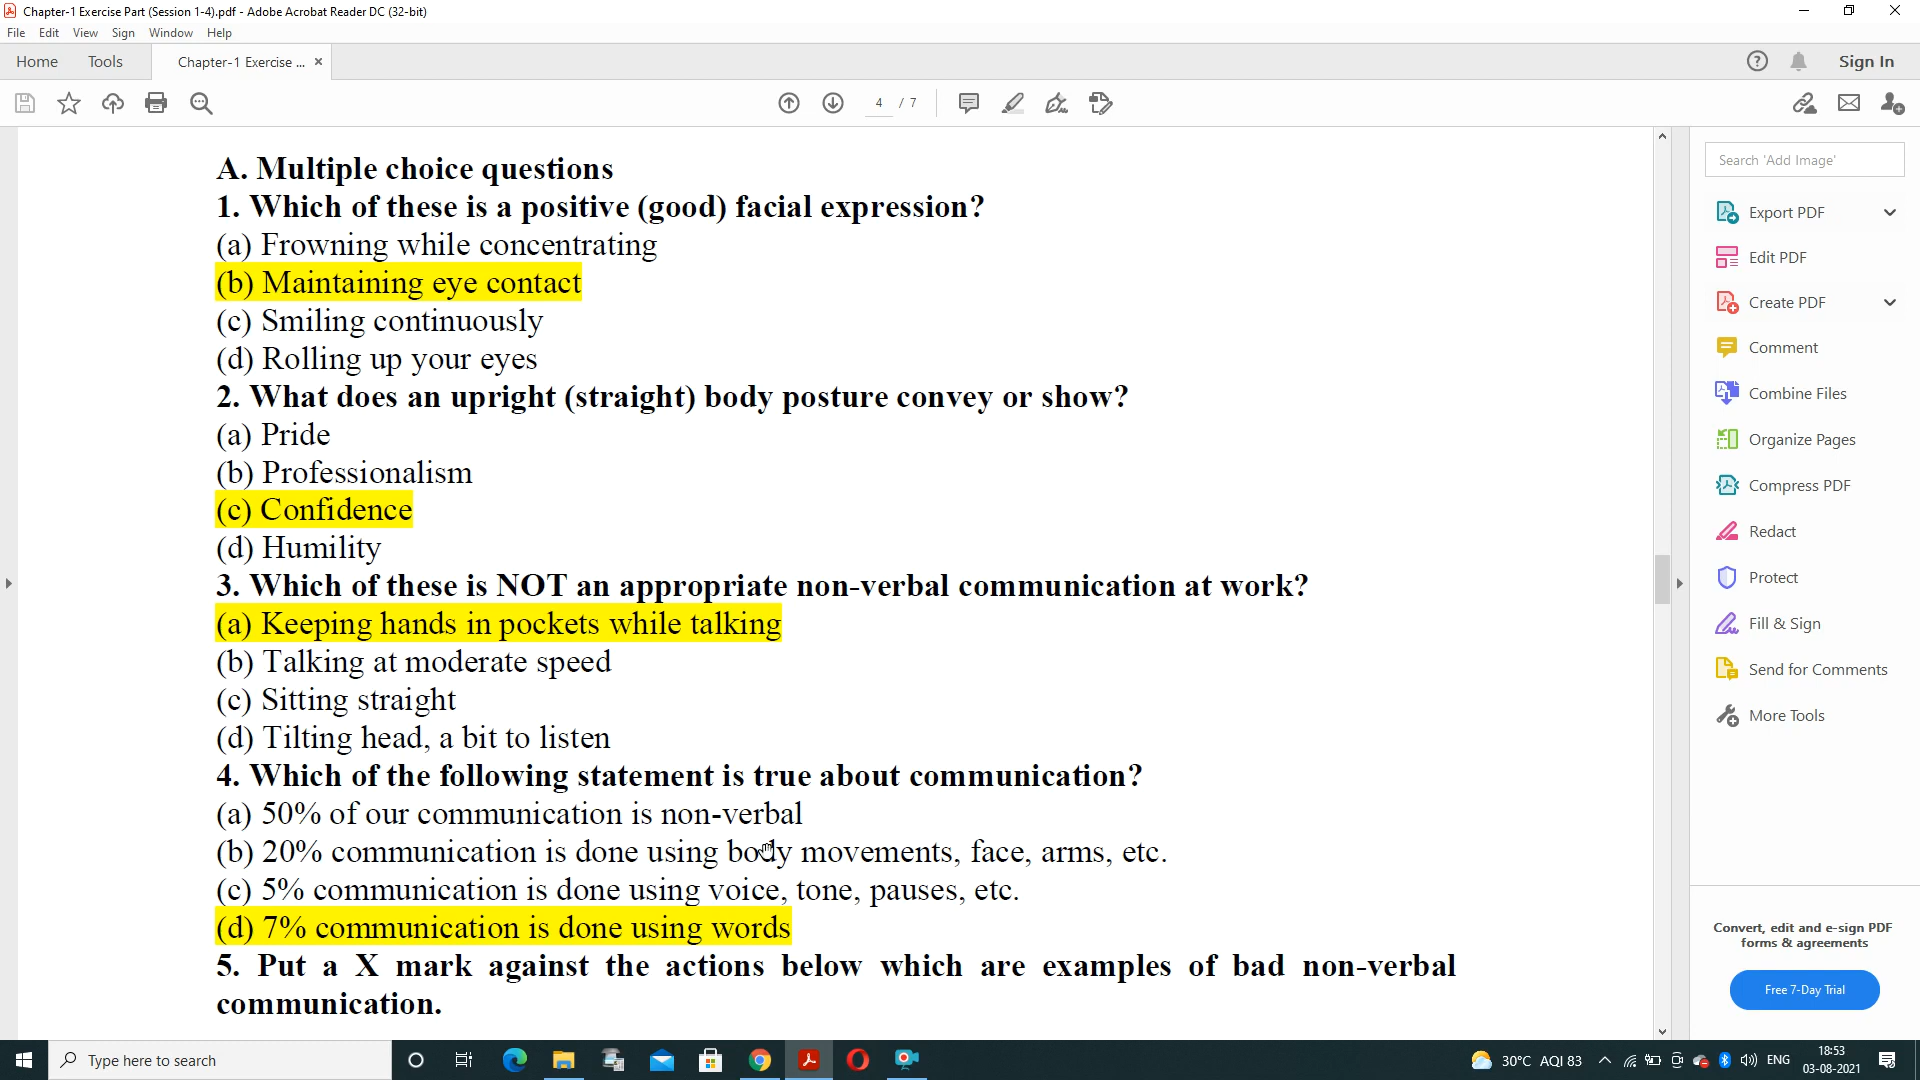 Chapter-1 Exercise Part (Session 1-4).pdf - Adobe Acrobat Reader DC (32-bit)
File Edit View Sign Window Help
Home Tools Chapter-1 Exercise ... × Sign In
4 / 7
A. Multiple choice questions
1. Which of these is a positive (good) facial expression?
(a) Frowning while concentrating
(b) Maintaining eye contact
(c) Smiling continuously
(d) Rolling up your eyes
2. What does an upright (straight) body posture convey or show?
(a) Pride
(b) Professionalism
(c) Confidence
(d) Humility
3. Which of these is NOT an appropriate non-verbal communication at work?
(a) Keeping hands in pockets while talking
(b) Talking at moderate speed
(c) Sitting straight
(d) Tilting head, a bit to listen
4. Which of the following statement is true about communication?
(a) 50% of our communication is non-verbal
(b) 20% communication is done using body movements, face, arms, etc.
(c) 5% communication is done using voice, tone, pauses, etc.
(d) 7% communication is done using words
5. Put a X mark against the actions below which are examples of bad non-verbal
communication.
Search 'Add Image'
Export PDF
Edit PDF
Create PDF
Comment
Combine Files
Organize Pages
Compress PDF
Redact
Protect
Fill & Sign
Send for Comments
More Tools
Convert, edit and e-sign PDF
forms & agreements
Free 7-Day Trial
Type here to search
30°C AQI 83
ENG
18:53
03-08-2021